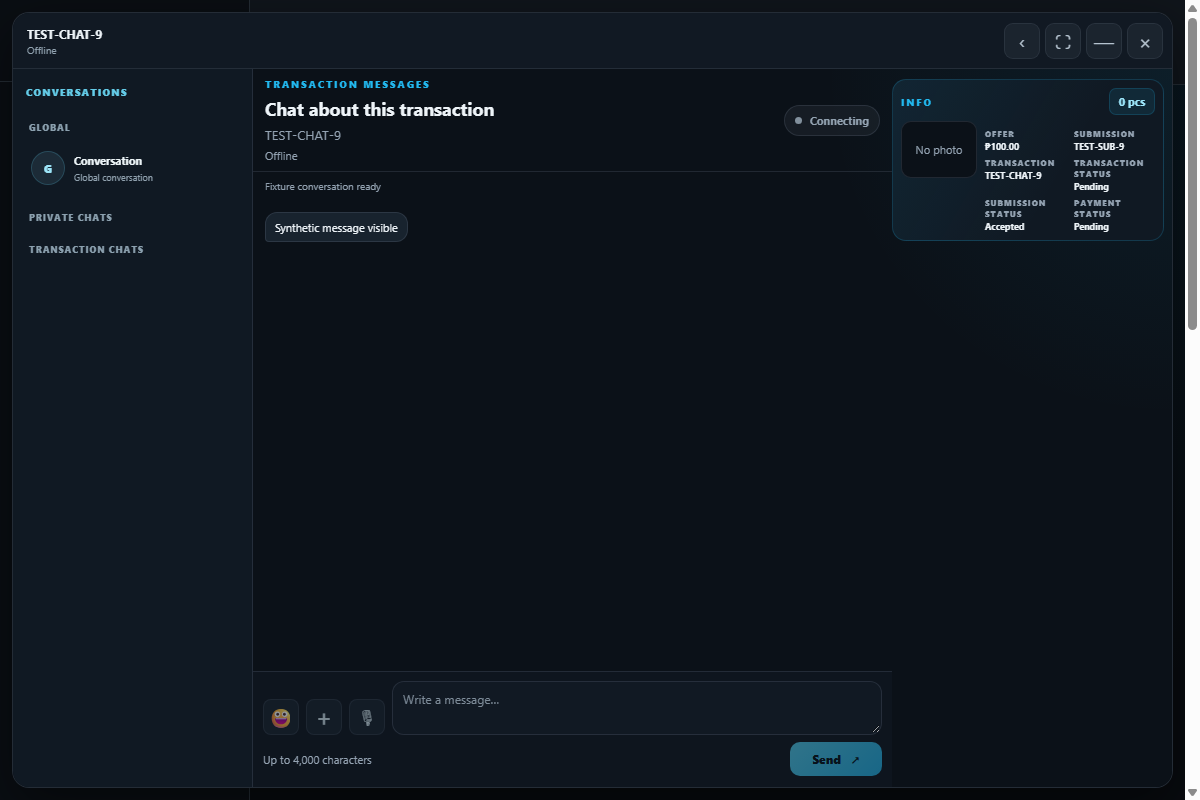 TEST-CHAT-9
Offline
CONVERSATIONS
GLOBAL
G
Conversation
Global conversation
PRIVATE CHATS
TRANSACTION CHATS
TRANSACTION MESSAGES
Chat about this transaction
TEST-CHAT-9
Offline
Connecting
Fixture conversation ready
Synthetic message visible
Write a message...
Up to 4,000 characters
Send ↗
INFO
0 pcs
No photo
OFFER
₱100.00
SUBMISSION
TEST-SUB-9
TRANSACTION
TEST-CHAT-9
TRANSACTION
STATUS
Pending
SUBMISSION
STATUS
Accepted
PAYMENT
STATUS
Pending